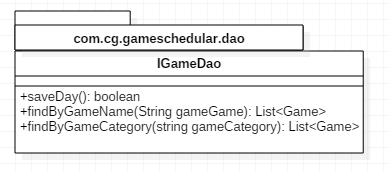 com.cg.gameschedular.dao
IGameDao
+saveDay(): boolean
+findByGameName(String gameGame): List<Game>
+findByGameCategory(string gameCategory): List<Game>